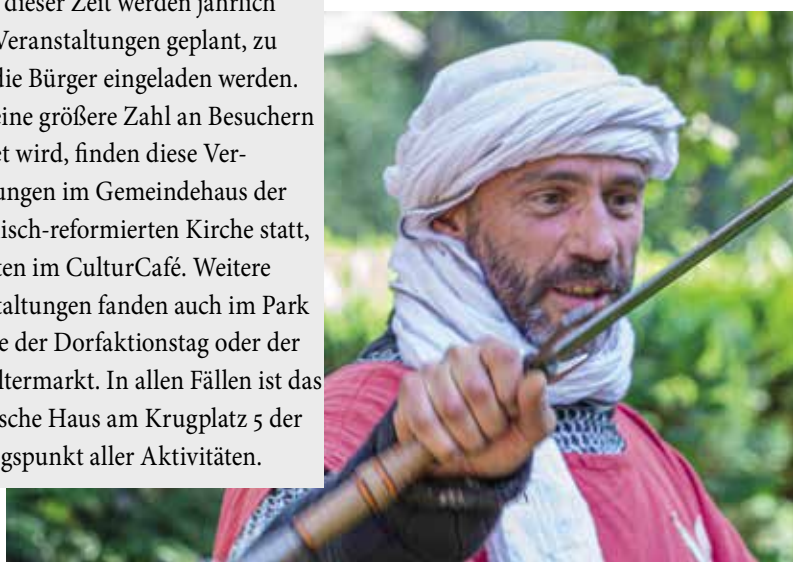 dieser Zeit werden jährlich
Veranstaltungen geplant, zu
die Bürger eingeladen werden.
eine größere Zahl an Besuchern
et wird, finden diese Ver-
ungen im Gemeindehaus der
isch-reformierten Kirche statt,
ten im CulturCafé. Weitere
taltungen fanden auch im Park
e der Dorfaktionstag oder der
ltermarkt. In allen Fällen ist das
sche Haus am Krugplatz 5 der
gspunkt aller Aktivitäten.